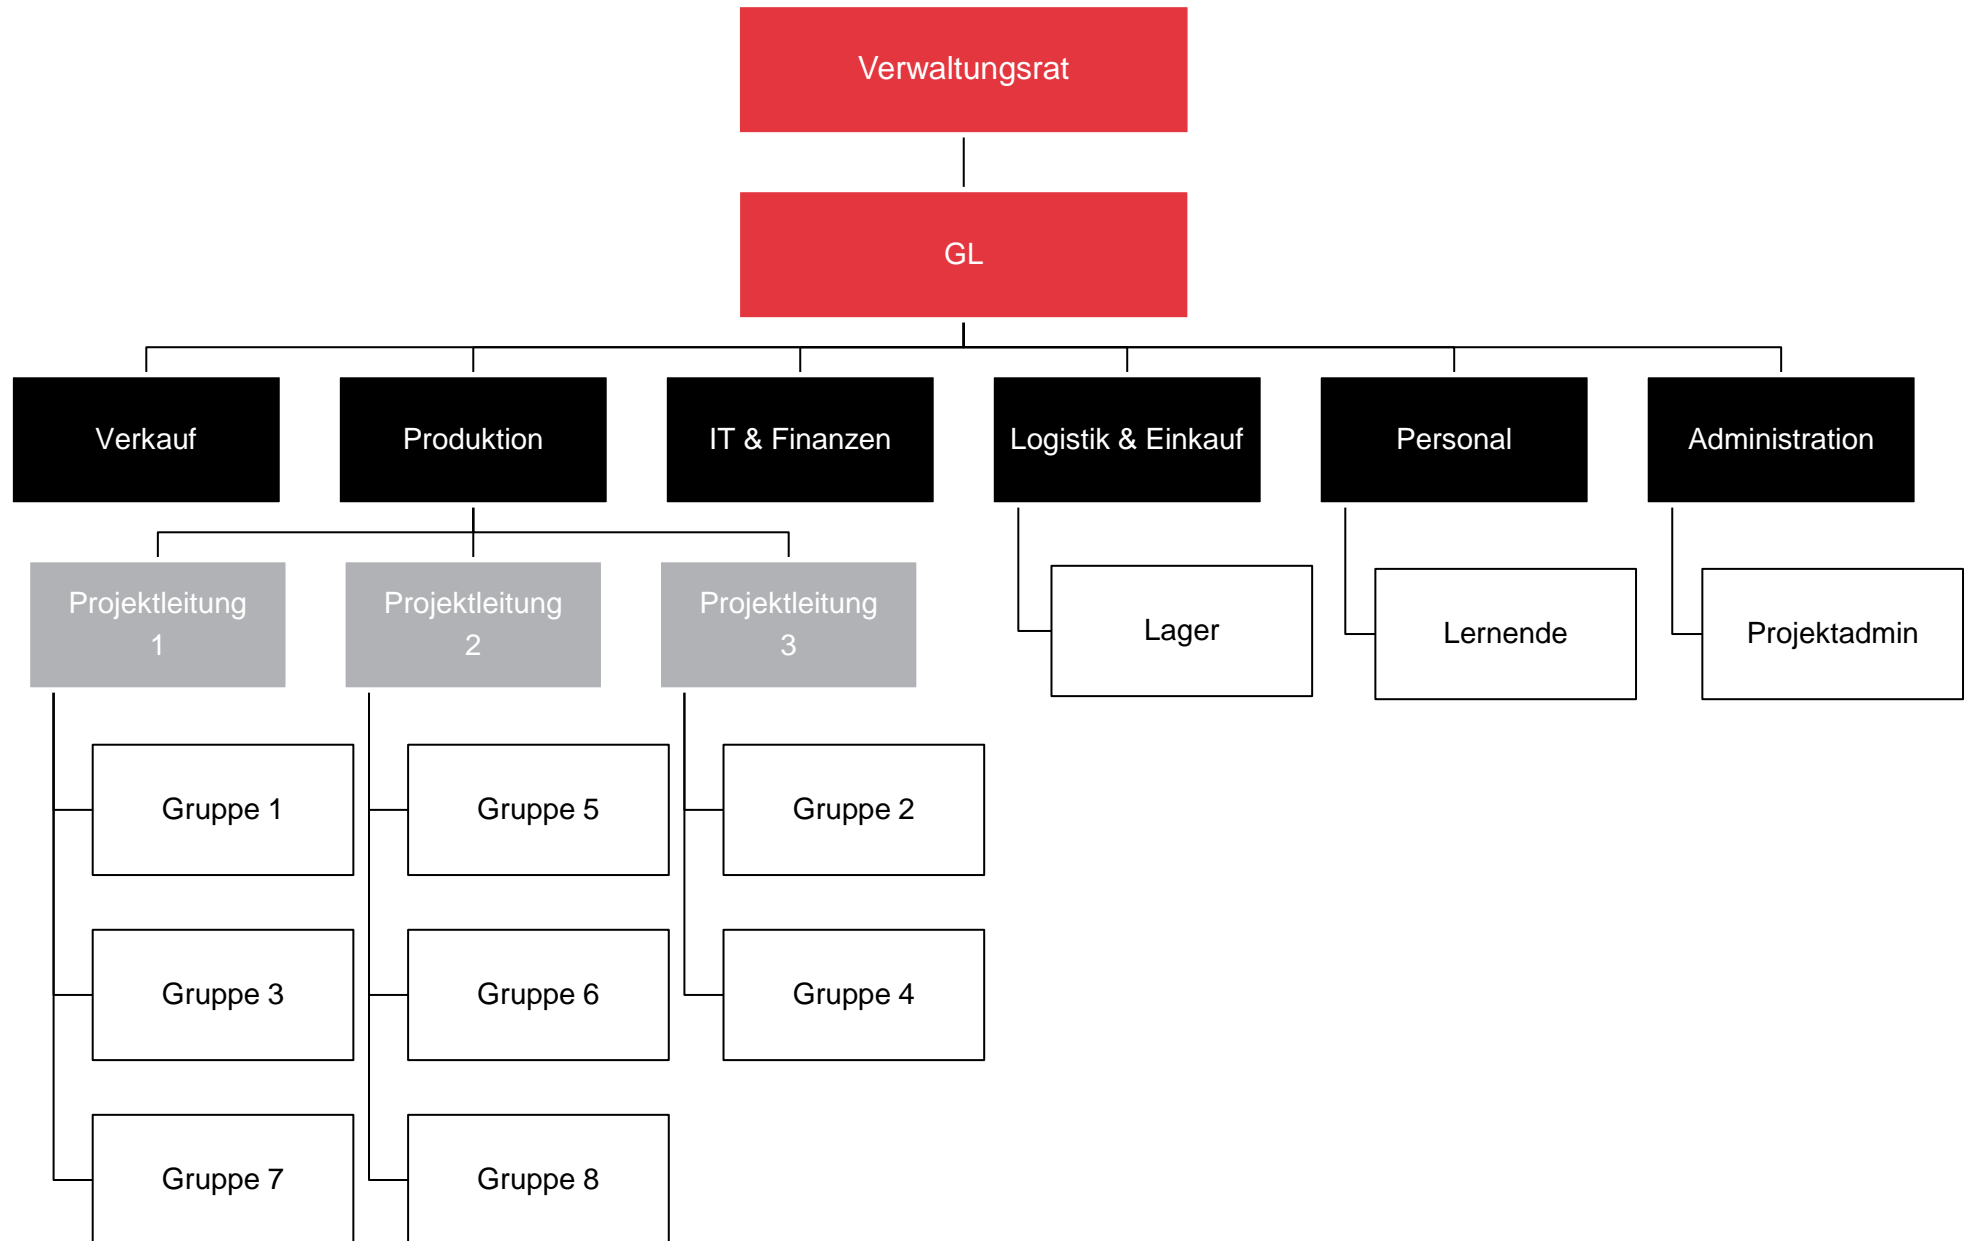 Verwaltungsrat
GL
Verkauf
Produktion
IT & Finanzen
Logistik & Einkauf
Personal
Administration
Projektleitung
1
Projektleitung
2
Projektleitung
3
Lager
Lernende
Projektadmin
Gruppe 1
Gruppe 5
Gruppe 2
Gruppe 3
Gruppe 6
Gruppe 4
Gruppe 7
Gruppe 8